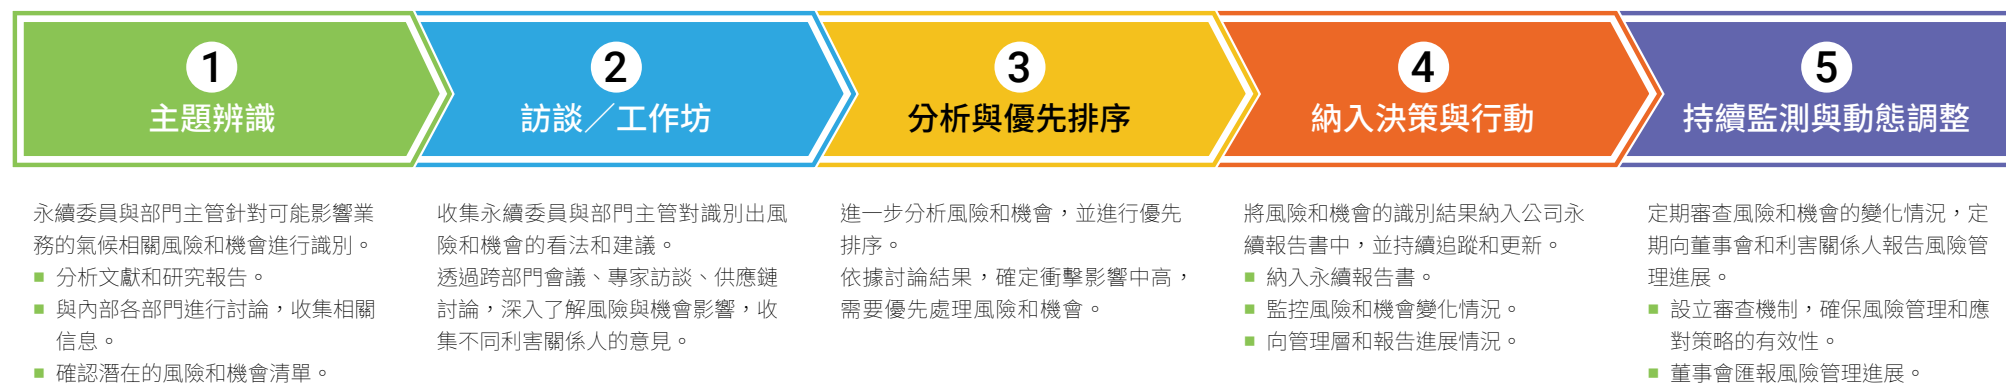 1
主題辨識
永續委員與部門主管針對可能影響業
務的氣候相關風險和機會進行識別。
■ 分析文獻和研究報告。
■ 與內部各部門進行討論，收集相關
信息。
■ 確認潛在的風險和機會清單。
2
訪談／工作坊
收集永續委員與部門主管對識別出風
險和機會的看法和建議。
透過跨部門會議、專家訪談、供應鏈
討論，深入了解風險與機會影響，收
集不同利害關係人的意見。
3
分析與優先排序
進一步分析風險和機會，並進行優先
排序。
依據討論結果，確定衝擊影響中高，
需要優先處理風險和機會。
4
納入決策與行動
將風險和機會的識別結果納入公司永
續報告書中，並持續追蹤和更新。
■ 納入永續報告書。
■ 監控風險和機會變化情況。
■ 向管理層和報告進展情況。
5
持續監測與動態調整
定期審查風險和機會的變化情況，定
期向董事會和利害關係人報告風險管
理進展。
■ 設立審查機制，確保風險管理和應
對策略的有效性。
■ 董事會匯報風險管理進展。